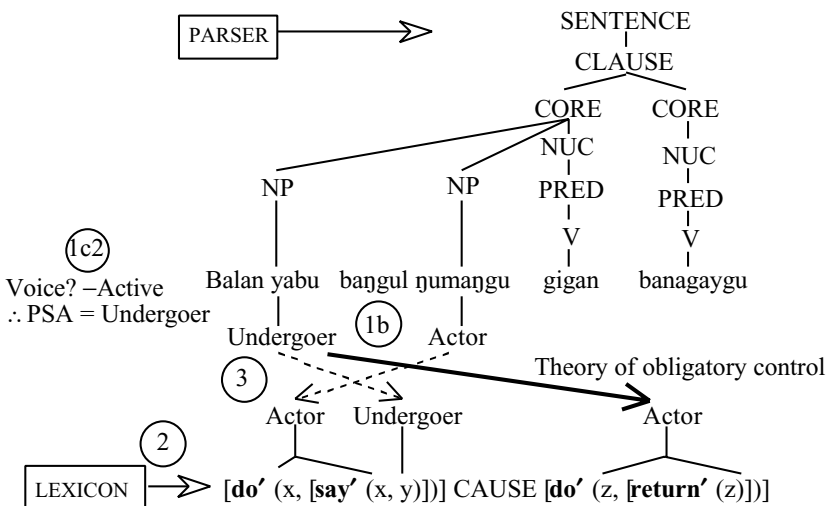 PARSER
SENTENCE
CLAUSE
CORE CORE
NUC NUC
NP NP PRED PRED
V V
1c2
Balan yabu baŋgul ŋumaŋgu gigan banagaygu
Voice? –Active
∴ PSA = Undergoer
Undergoer 1b Actor
3 Theory of obligatory control
Actor Undergoer Actor
2
LEXICON [do′ (x, [say′ (x, y)])] CAUSE [do′ (z, [return′ (z)])]